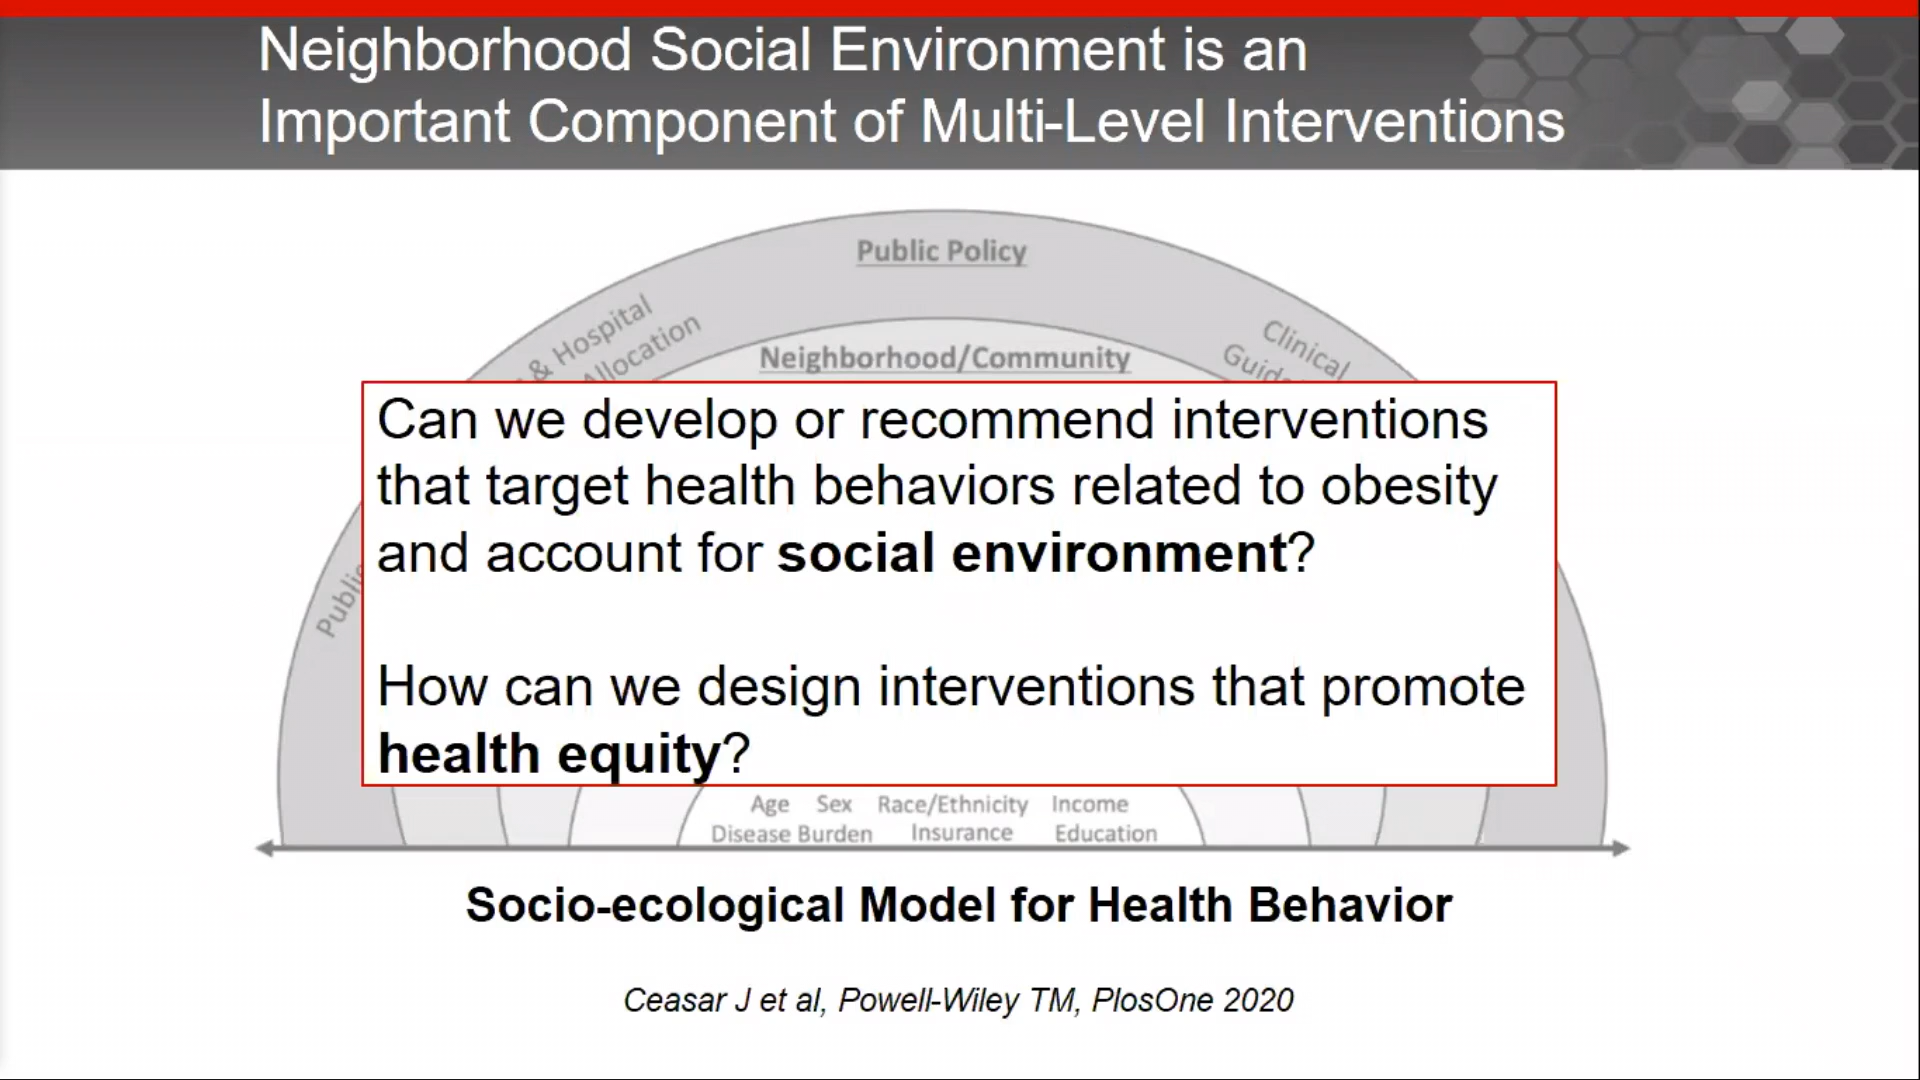 Neighborhood Social Environment is an
Important Component of Multi-Level Interventions
Public Policy
& Hospital
Allocation
Clinical
Neighborhood/Community
Can we develop or recommend interventions
that target health behaviors related to obesity
and account for social environment?
How can we design interventions that promote
health equity?
Age Sex Race/Ethnicity Income
Disease Burden Insurance Education
Socio-ecological Model for Health Behavior
Ceasar J et al, Powell-Wiley TM, PlosOne 2020